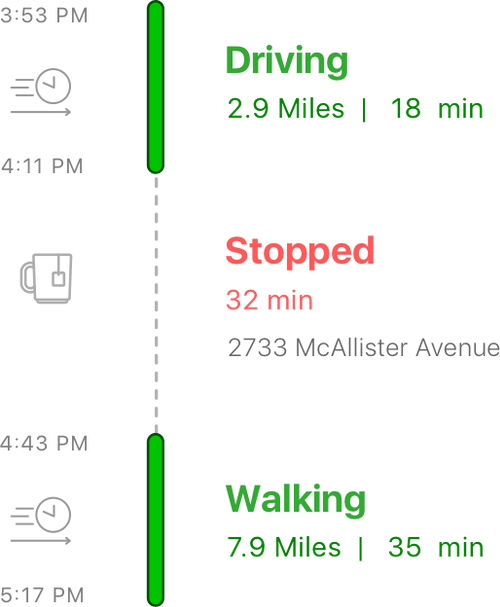 3:53 PM
Driving
2.9 Miles | 18 min
4:11 PM
Stopped
32 min
2733 McAllister Avenue
4:43 PM
Walking
7.9 Miles | 35 min
5:17 PM